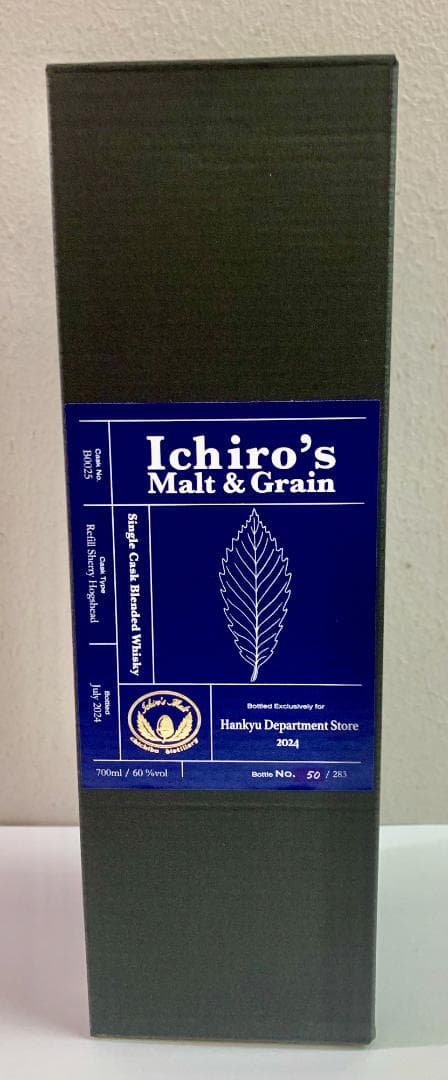 Ichiro's
Malt & Grain
Cask No.
B0025
Cask Type
Refill Sherry Hogshead
Bottled
July 2024
Single Cask Blended Whisky
Ichiro's Malt
Chichibu distillery
Bottled Exclusively for
Hankyu Department Store
2024
700ml / 60 %vol
Bottle No. 50 / 283